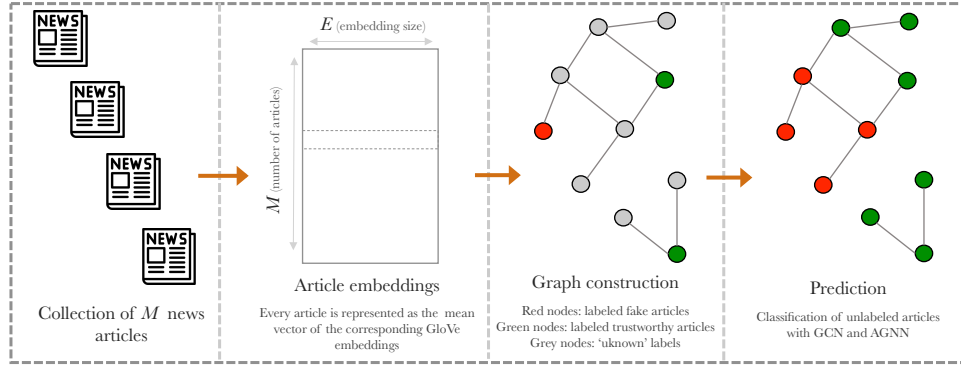 NEWS
NEWS
NEWS
NEWS
Collection of M news
articles
E (embedding size)
M (number of articles)
Article embeddings
Every article is represented as the mean
vector of the corresponding GloVe
embeddings
Graph construction
Red nodes: labeled fake articles
Green nodes: labeled trustworthy articles
Grey nodes: ‘uknown’ labels
Prediction
Classification of unlabeled articles
with GCN and AGNN